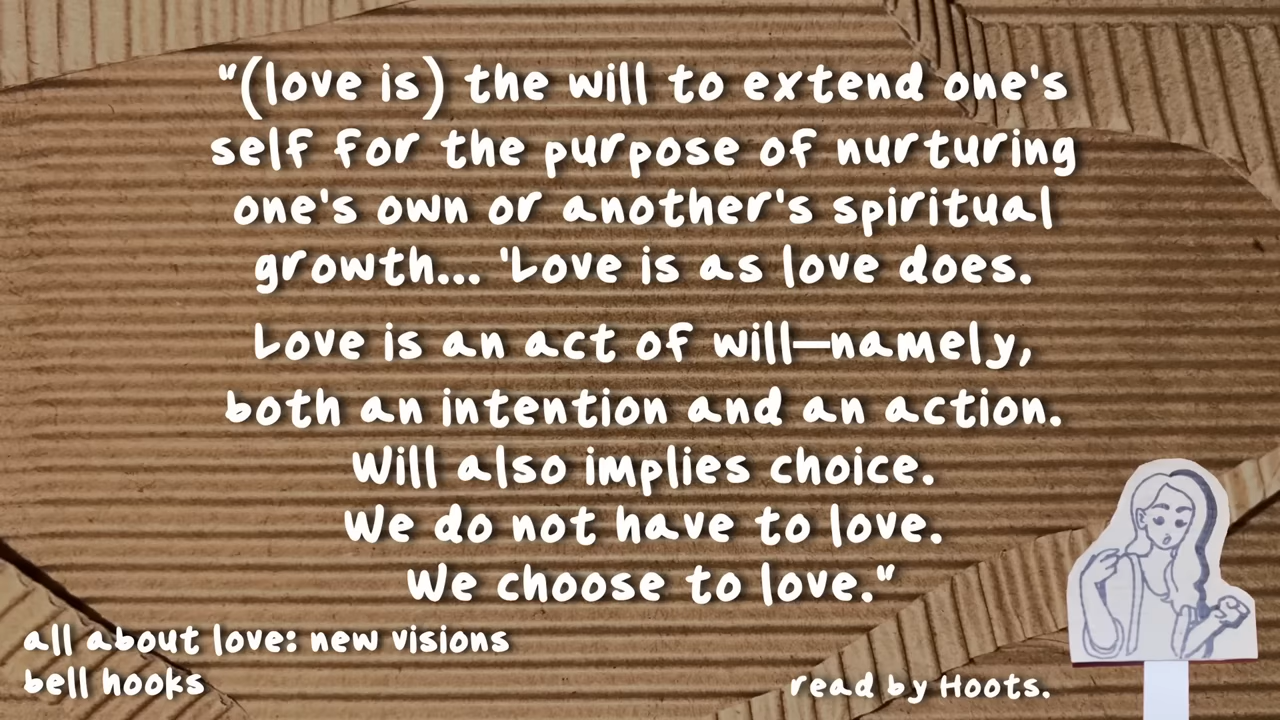 "(love is) the will to extend one's
self for the purpose of nurturing
one's own or another's spiritual
growth... 'Love is as love does.
Love is an act of will—namely,
both an intention and an action.
Will also implies choice.
We do not have to love.
We choose to love."
all about love: new visions
bell hooks
read by Hoots.